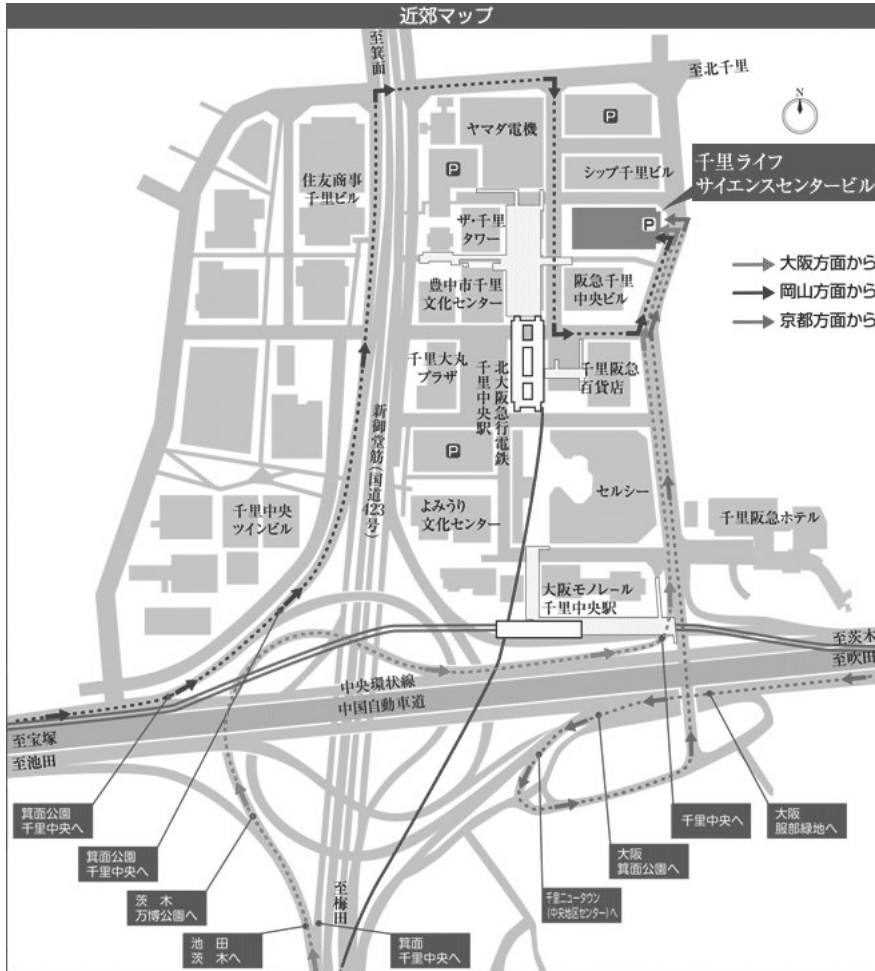 近郊マップ
至箕面
至北千里
N
ヤマダ電機
P
シップ千里ビル
千里ライフ
サイエンスセンタービル
住友商事
千里ビル
P
ザ・千里
タワー
P
豊中市千里
文化センター
阪急千里
中央ビル
大阪方面から
岡山方面から
京都方面から
千里大丸
プラザ
北大阪急行電鉄
千里中央駅
千里阪急
百貨店
新御堂筋(国道423号)
P
セルシー
千里中央
ツインビル
よみうり
文化センター
千里阪急ホテル
大阪モノレール
千里中央駅
至茨木
至吹田
中央環状線
中国自動車道
至宝塚
至池田
箕面公園
千里中央へ
箕面公園
千里中央へ
茨 木
万博公園へ
池 田
茨 木へ
至梅田
箕面
千里中央へ
千里ニュータウン
(中央地区センター)へ
大阪
箕面公園へ
千里中央へ
大阪
服部緑地へ